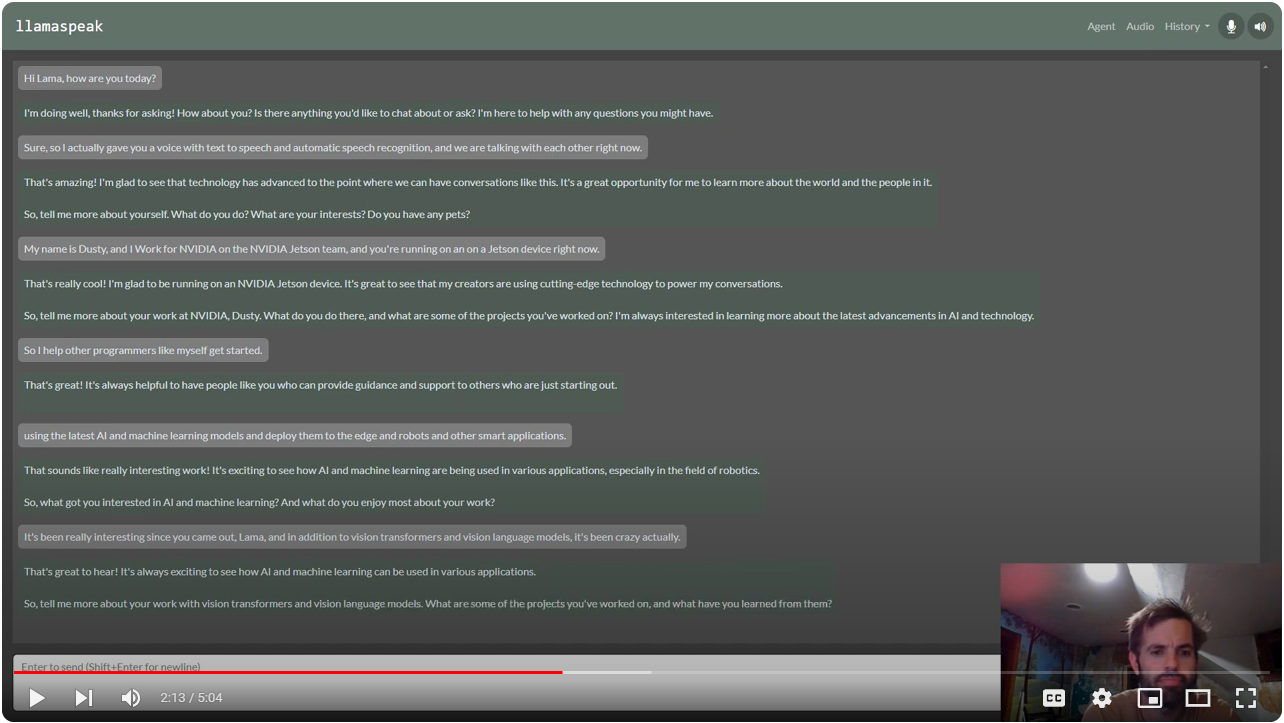 llamaspeak
Agent Audio History
Hi Lama, how are you today?
I'm doing well, thanks for asking! How about you? Is there anything you'd like to chat about or ask? I'm here to help with any questions you might have.
Sure, so I actually gave you a voice with text to speech and automatic speech recognition, and we are talking with each other right now.
That's amazing! I'm glad to see that technology has advanced to the point where we can have conversations like this. It's a great opportunity for me to learn more about the world and the people in it.
So, tell me more about yourself. What do you do? What are your interests? Do you have any pets?
My name is Dusty, and I Work for NVIDIA on the NVIDIA Jetson team, and you're running on an on a Jetson device right now.
That's really cool! I'm glad to be running on an NVIDIA Jetson device. It's great to see that my creators are using cutting-edge technology to power my conversations.
So, tell me more about your work at NVIDIA, Dusty. What do you do there, and what are some of the projects you've worked on? I'm always interested in learning more about the latest advancements in AI and technology.
So I help other programmers like myself get started.
That's great! It's always helpful to have people like you who can provide guidance and support to others who are just starting out.
using the latest AI and machine learning models and deploy them to the edge and robots and other smart applications.
That sounds like really interesting work! It's exciting to see how AI and machine learning are being used in various applications, especially in the field of robotics.
So, what got you interested in AI and machine learning? And what do you enjoy most about your work?
It's been really interesting since you came out, Lama, and in addition to vision transformers and vision language models, it's been crazy actually.
That's great to hear! It's always exciting to see how AI and machine learning can be used in various applications.
So, tell me more about your work with vision transformers and vision language models. What are some of the projects you've worked on, and what have you learned from them?
Enter to send (Shift+Enter for newline)
2:13 / 5:04
CC